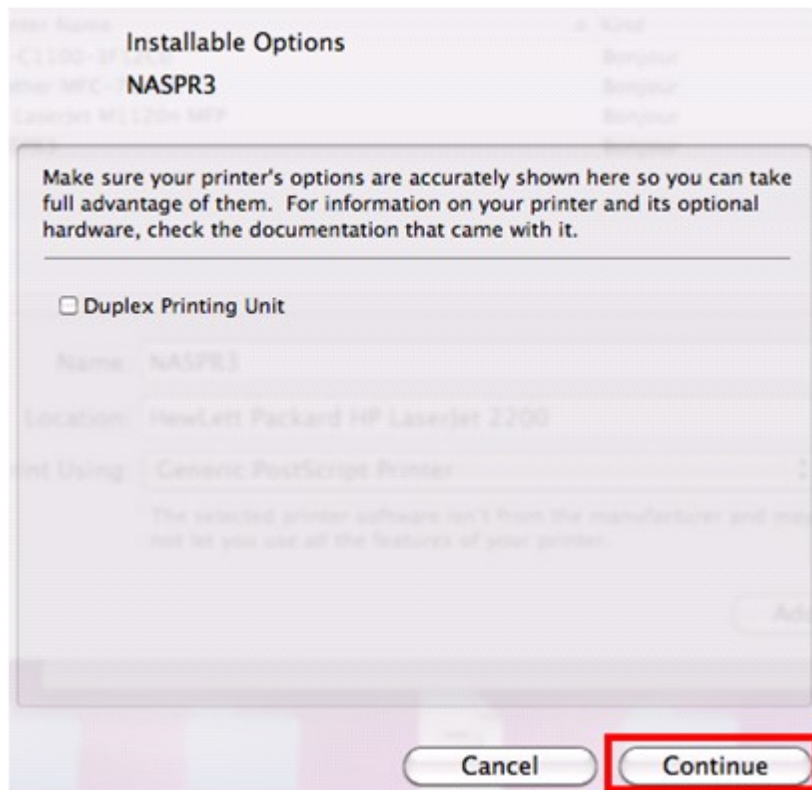 Installable Options
NASPR3
Make sure your printer's options are accurately shown here so you can take
full advantage of them. For information on your printer and its optional
hardware, check the documentation that came with it.
Duplex Printing Unit
Name: NASPR3
Location: HewLett Packard HP LaserJet 2200
Using: Generic PostScript Printer
The selected printer software isn't from the manufacturer and may
not let you use all the features of your printer.
Cancel Continue